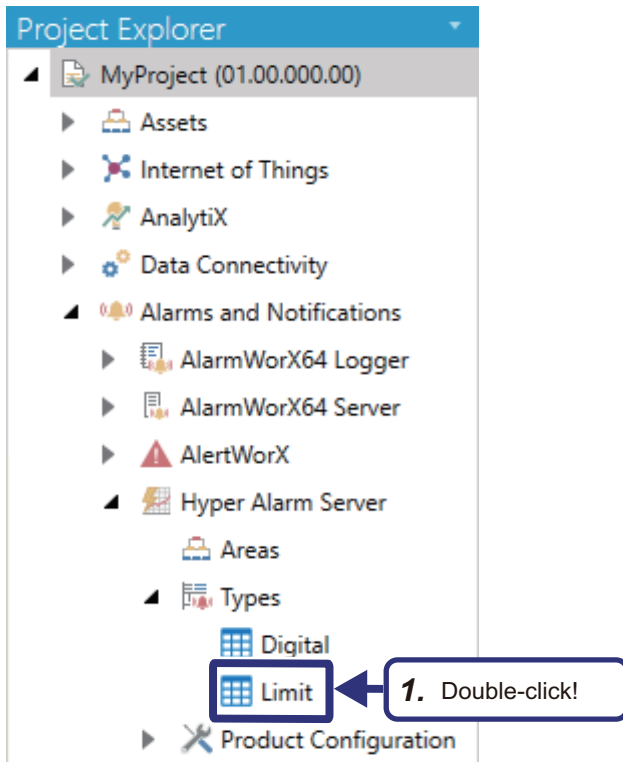 Project Explorer
MyProject (01.00.000.00)
Assets
Internet of Things
AnalytiX
Data Connectivity
Alarms and Notifications
AlarmWorX64 Logger
AlarmWorX64 Server
AlertWorX
Hyper Alarm Server
Areas
Types
Digital
Limit
1. Double-click!
Product Configuration